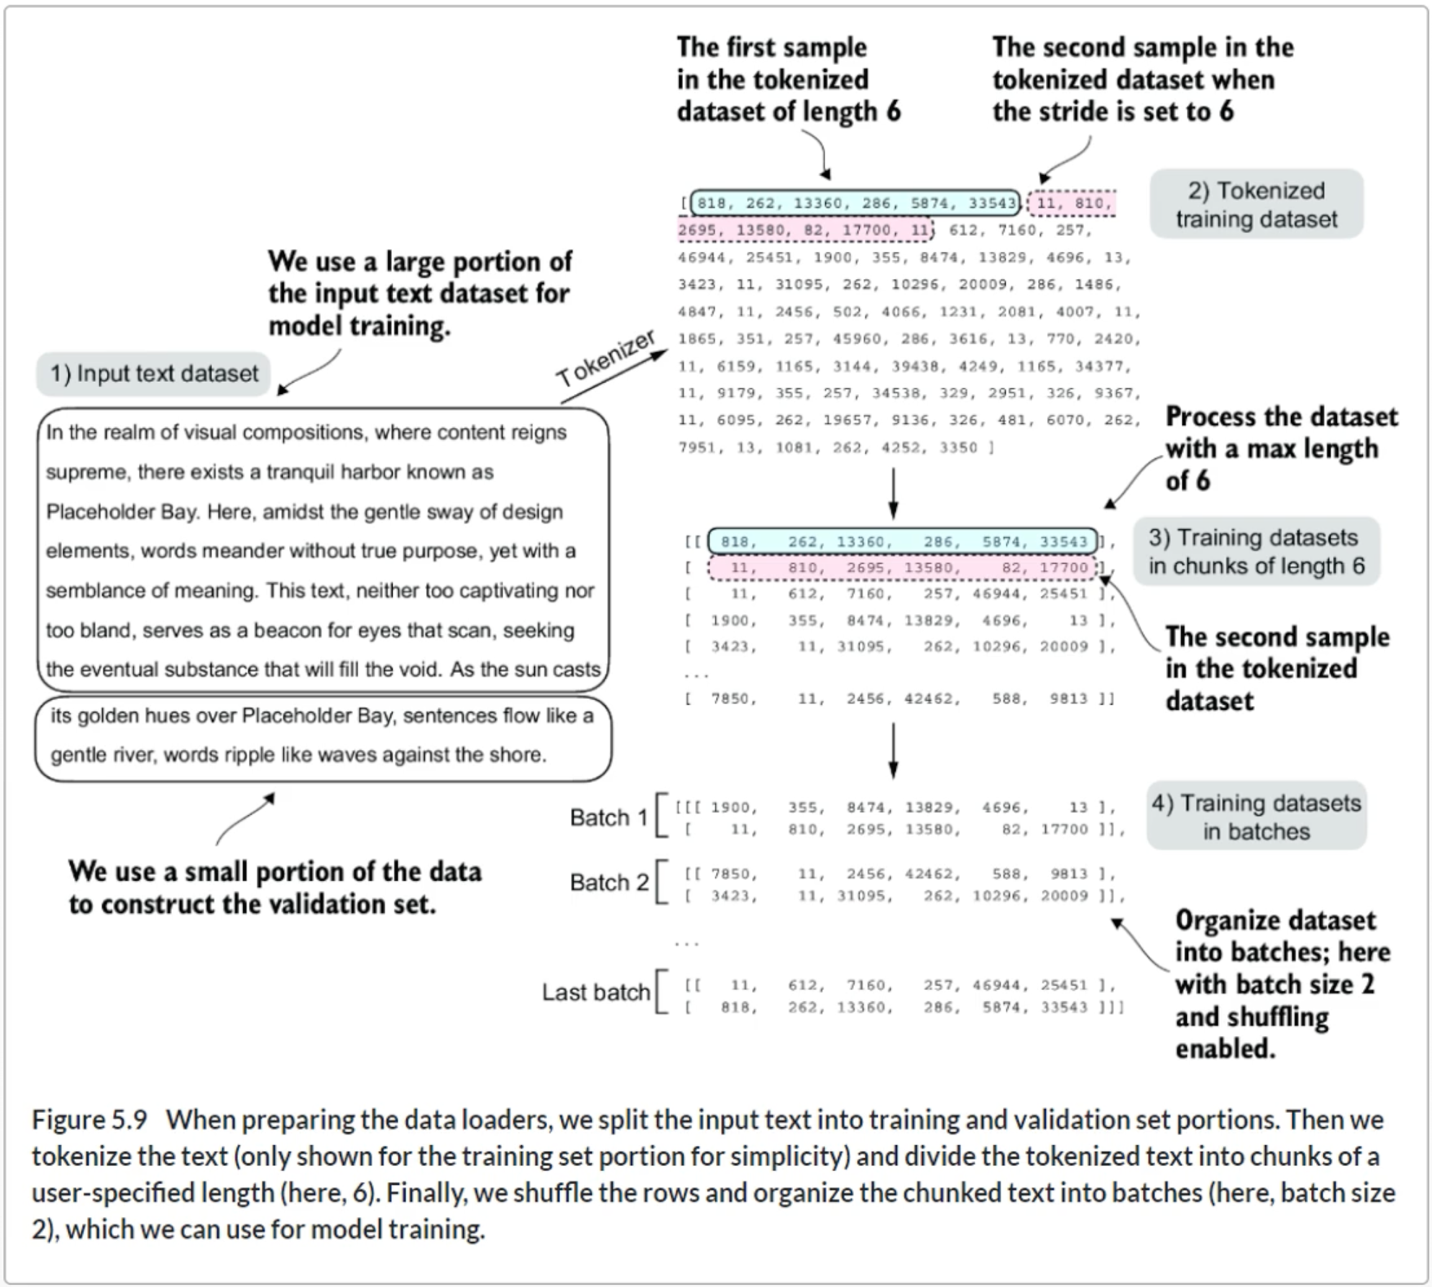 The first sample
in the tokenized
dataset of length 6
The second sample in the
tokenized dataset when
the stride is set to 6
2) Tokenized
training dataset
[ 818, 262, 13360, 286, 5874, 33543, 11, 810,
2695, 13580, 82, 17700, 11, 612, 7160, 257,
46944, 25451, 1900, 355, 8474, 13829, 4696, 13,
3423, 11, 31095, 262, 10296, 20009, 286, 1486,
4847, 11, 2456, 502, 4066, 1231, 2081, 4007, 11,
1865, 351, 257, 45960, 286, 3616, 13, 770, 2420,
11, 6159, 1165, 3144, 39438, 4249, 1165, 34377,
11, 9179, 355, 257, 34538, 329, 2951, 326, 9367,
11, 6095, 262, 19657, 9136, 326, 481, 6070, 262,
7951, 13, 1081, 262, 4252, 3350 ]
We use a large portion of
the input text dataset for
model training.
Tokenizer
1) Input text dataset
In the realm of visual compositions, where content reigns
supreme, there exists a tranquil harbor known as
Placeholder Bay. Here, amidst the gentle sway of design
elements, words meander without true purpose, yet with a
semblance of meaning. This text, neither too captivating nor
too bland, serves as a beacon for eyes that scan, seeking
the eventual substance that will fill the void. As the sun casts
its golden hues over Placeholder Bay, sentences flow like a
gentle river, words ripple like waves against the shore.
We use a small portion of the data
to construct the validation set.
Process the dataset
with a max length
of 6
3) Training datasets
in chunks of length 6
[[ 818, 262, 13360, 286, 5874, 33543 ],
[ 11, 810, 2695, 13580, 82, 17700 ],
[ 11, 612, 7160, 257, 46944, 25451 ],
[ 1900, 355, 8474, 13829, 4696, 13 ],
[ 3423, 11, 31095, 262, 10296, 20009 ],
...
[ 7850, 11, 2456, 42462, 588, 9813 ]]
The second sample
in the tokenized
dataset
4) Training datasets
in batches
Batch 1
[[[ 1900, 355, 8474, 13829, 4696, 13 ],
[ 11, 810, 2695, 13580, 82, 17700 ]],
Batch 2
[[ 7850, 11, 2456, 42462, 588, 9813 ],
[ 3423, 11, 31095, 262, 10296, 20009 ]],
...
Last batch
[[ 11, 612, 7160, 257, 46944, 25451 ],
[ 818, 262, 13360, 286, 5874, 33543 ]]]
Organize dataset
into batches; here
with batch size 2
and shuffling
enabled.
Figure 5.9 When preparing the data loaders, we split the input text into training and validation set portions. Then we
tokenize the text (only shown for the training set portion for simplicity) and divide the tokenized text into chunks of a
user-specified length (here, 6). Finally, we shuffle the rows and organize the chunked text into batches (here, batch size
2), which we can use for model training.